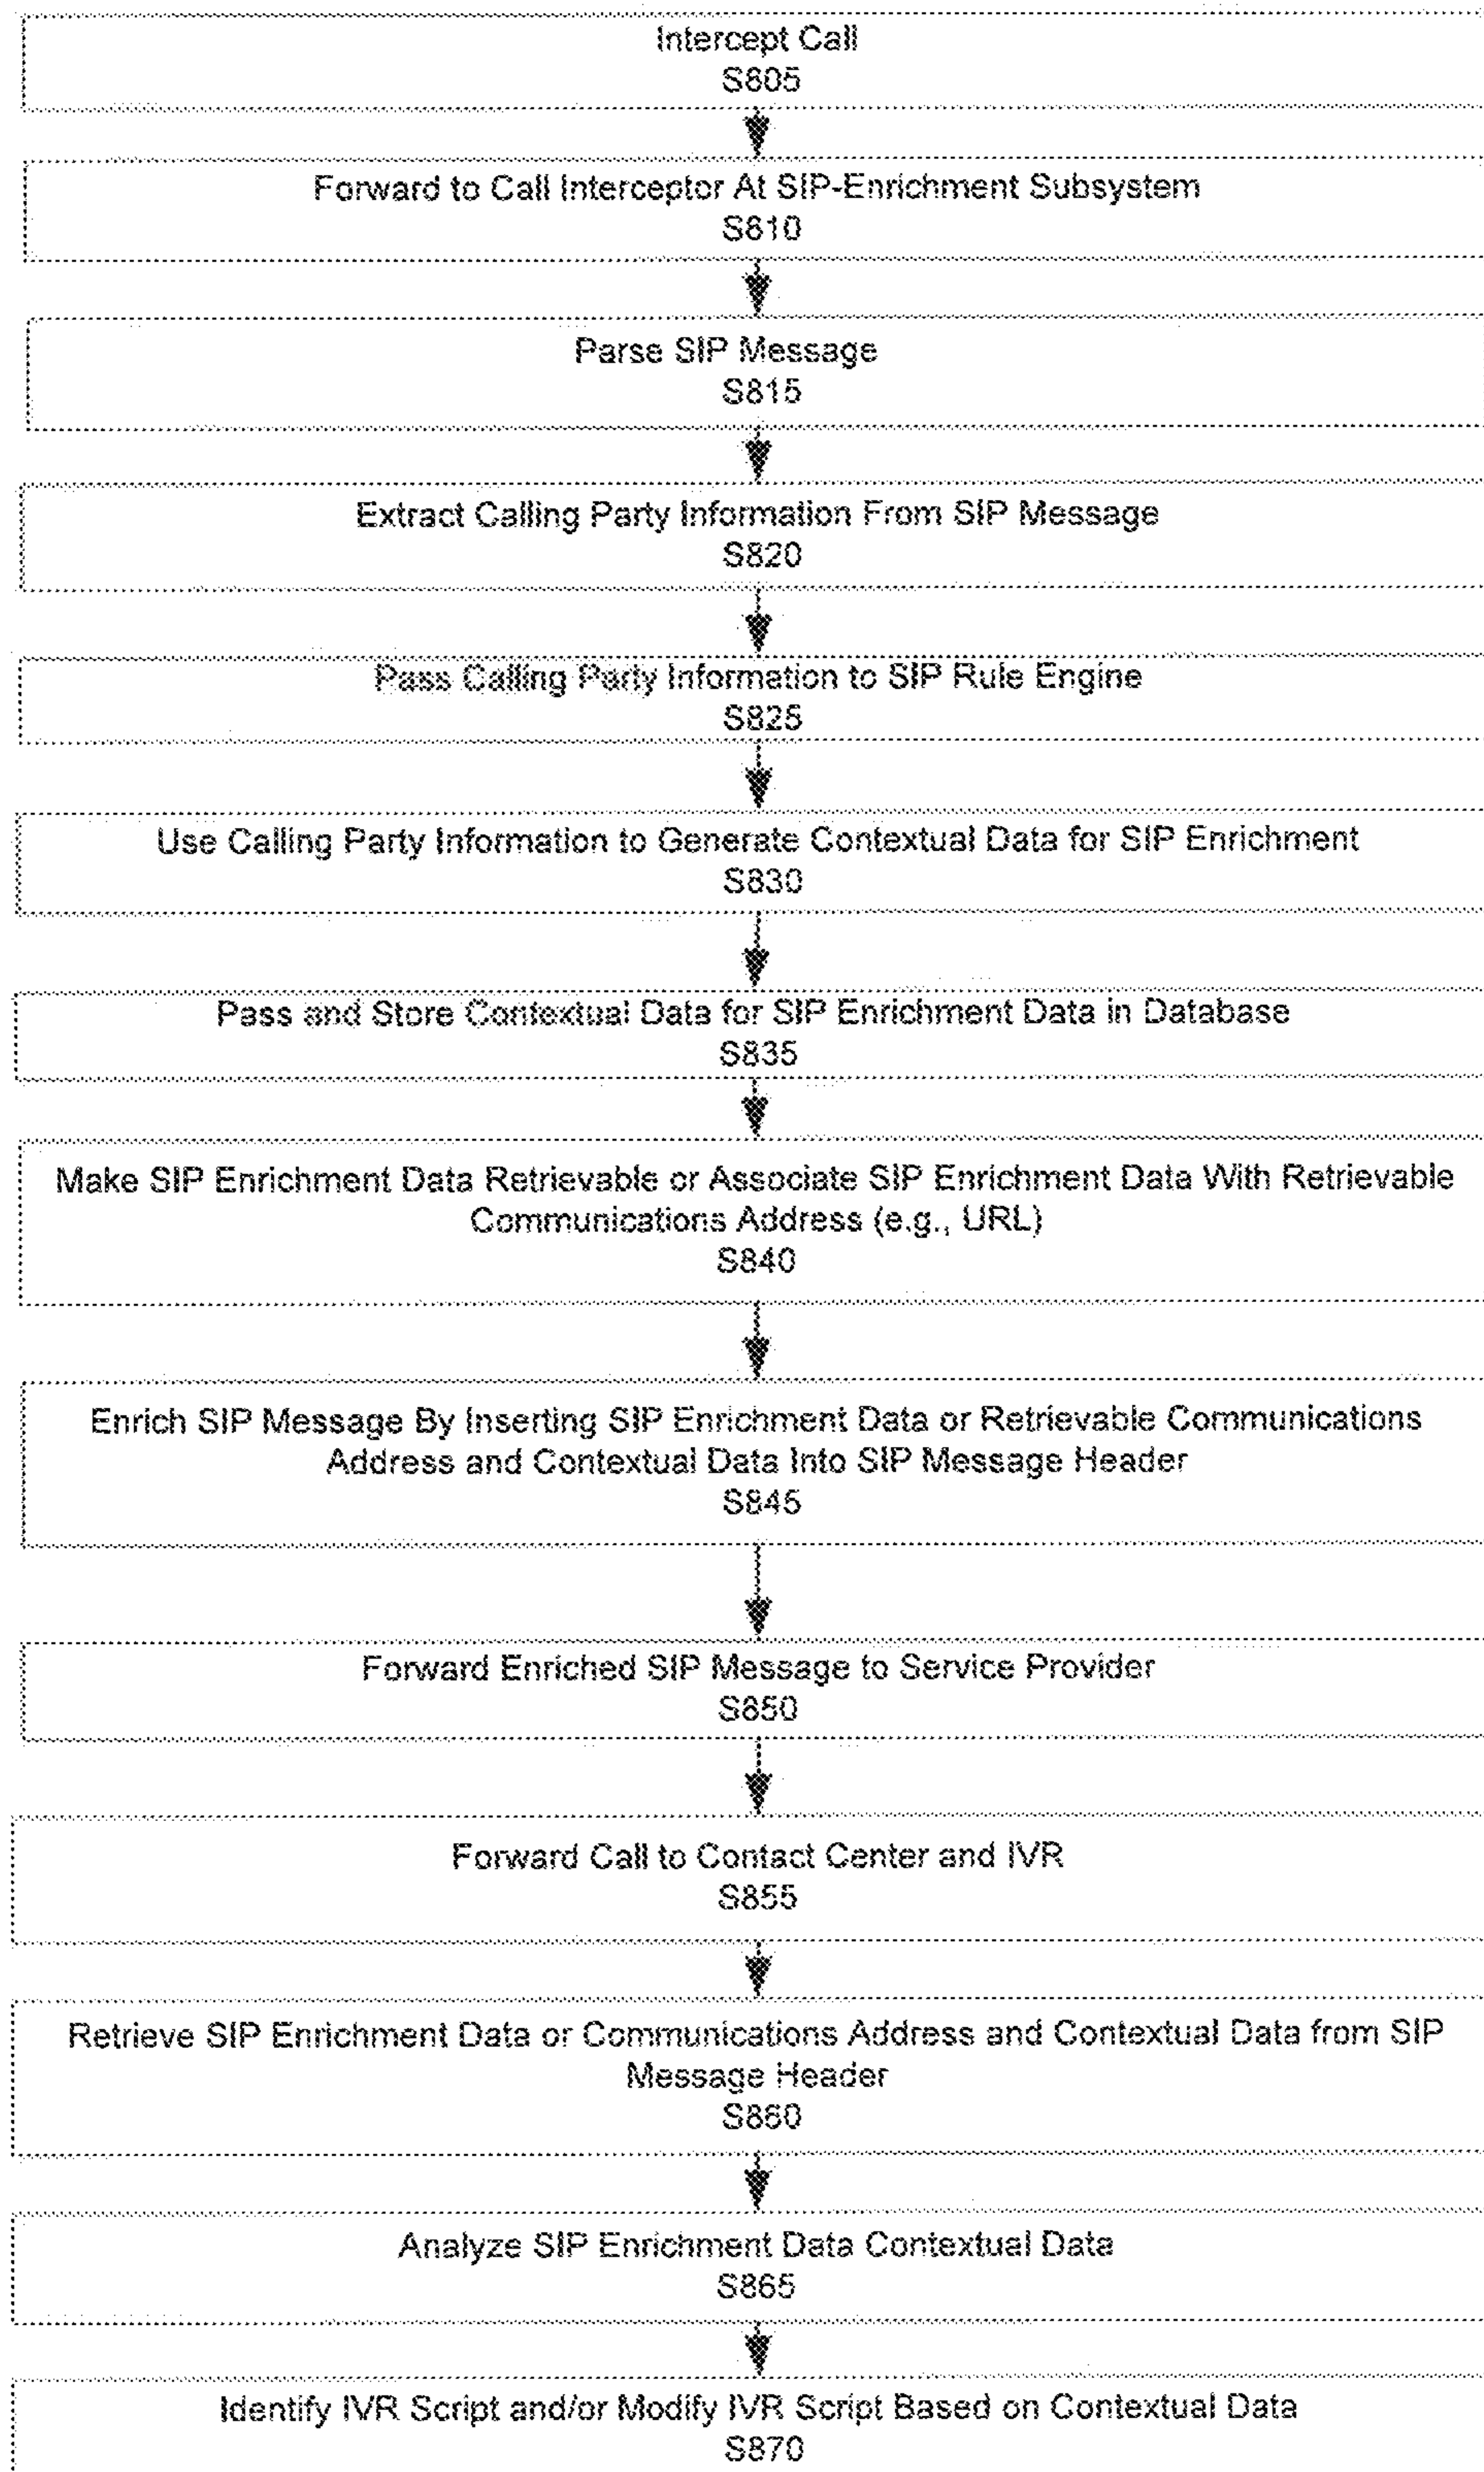 Intercept Call
S805
Forward to Call Interceptor At SIP-Enrichment Subsystem
S810
Parse SIP Message
S815
Extract Calling Party Information From SIP Message
S820
Pass Calling Party Information to SIP Rule Engine
S825
Use Calling Party Information to Generate Contextual Data for SIP Enrichment
S830
Pass and Store Contextual Data for SIP Enrichment Data in Database
S835
Make SIP Enrichment Data Retrievable or Associate SIP Enrichment Data With Retrievable
Communications Address (e.g., URL)
S840
Enrich SIP Message By Inserting SIP Enrichment Data or Retrievable Communications
Address and Contextual Data Into SIP Message Header
S845
Forward Enriched SIP Message to Service Provider
S850
Forward Call to Contact Center and IVR
S855
Retrieve SIP Enrichment Data or Communications Address and Contextual Data from SIP
Message Header
S860
Analyze SIP Enrichment Data Contextual Data
S865
Identify IVR Script and/or Modify IVR Script Based on Contextual Data
S870